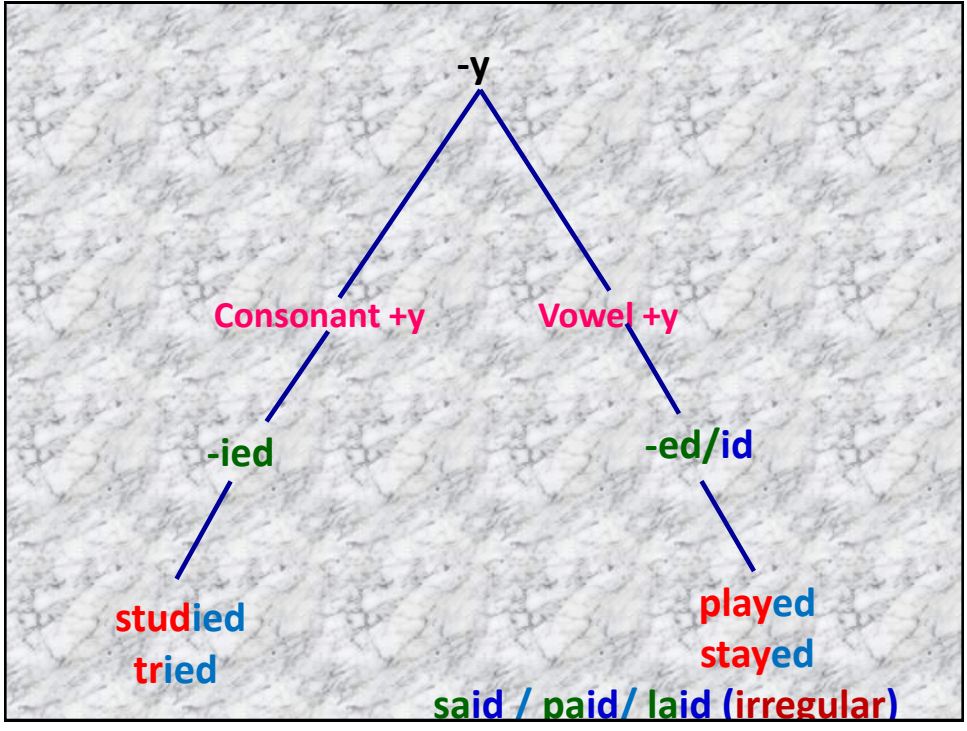 -y
Consonant +y Vowel +y
-ied -ed/id
studied played
tried stayed
said / paid/ laid (irregular)